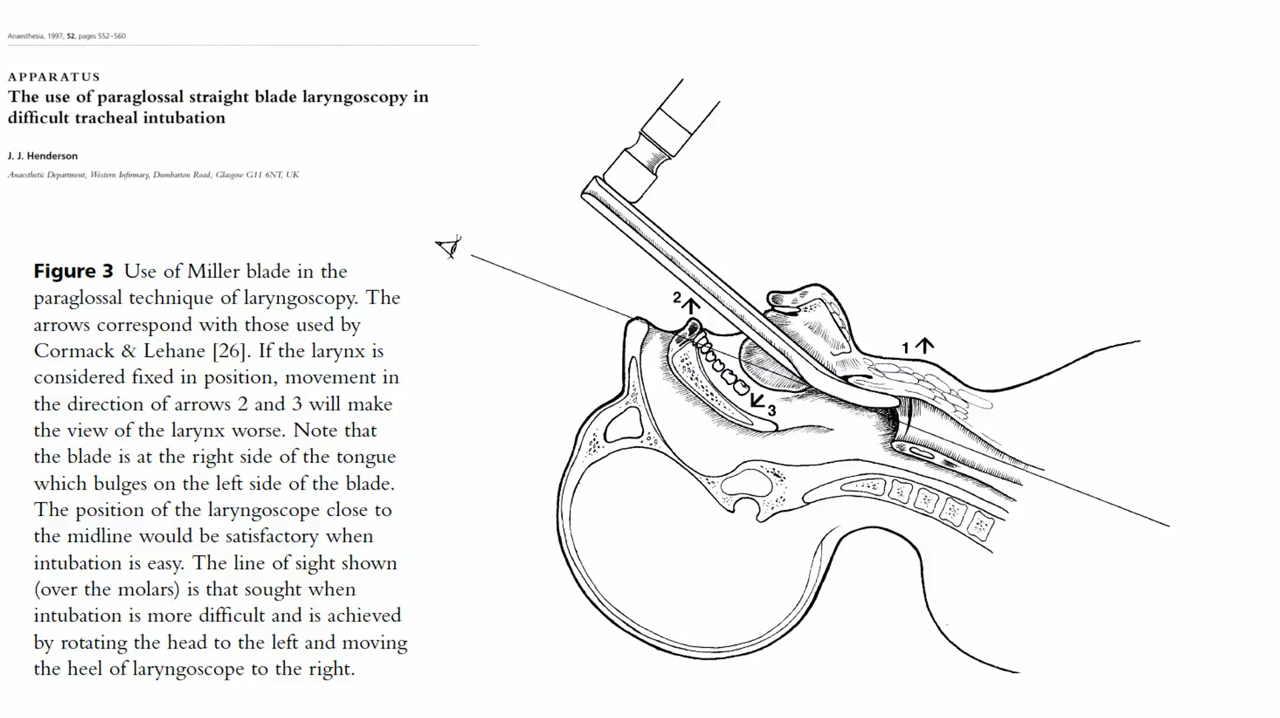 Anaesthesia, 1997, 52, pages 552–560
APPARATUS
The use of paraglossal straight blade laryngoscopy in
difficult tracheal intubation
J. J. Henderson
Anaesthetic Department, Western Infirmary, Dumbarton Road, Glasgow G11 6NT, UK
Figure 3 Use of Miller blade in the
paraglossal technique of laryngoscopy. The
arrows correspond with those used by
Cormack & Lehane [26]. If the larynx is
considered fixed in position, movement in
the direction of arrows 2 and 3 will make
the view of the larynx worse. Note that
the blade is at the right side of the tongue
which bulges on the left side of the blade.
The position of the laryngoscope close to
the midline would be satisfactory when
intubation is easy. The line of sight shown
(over the molars) is that sought when
intubation is more difficult and is achieved
by rotating the head to the left and moving
the heel of laryngoscope to the right.
2
1
3